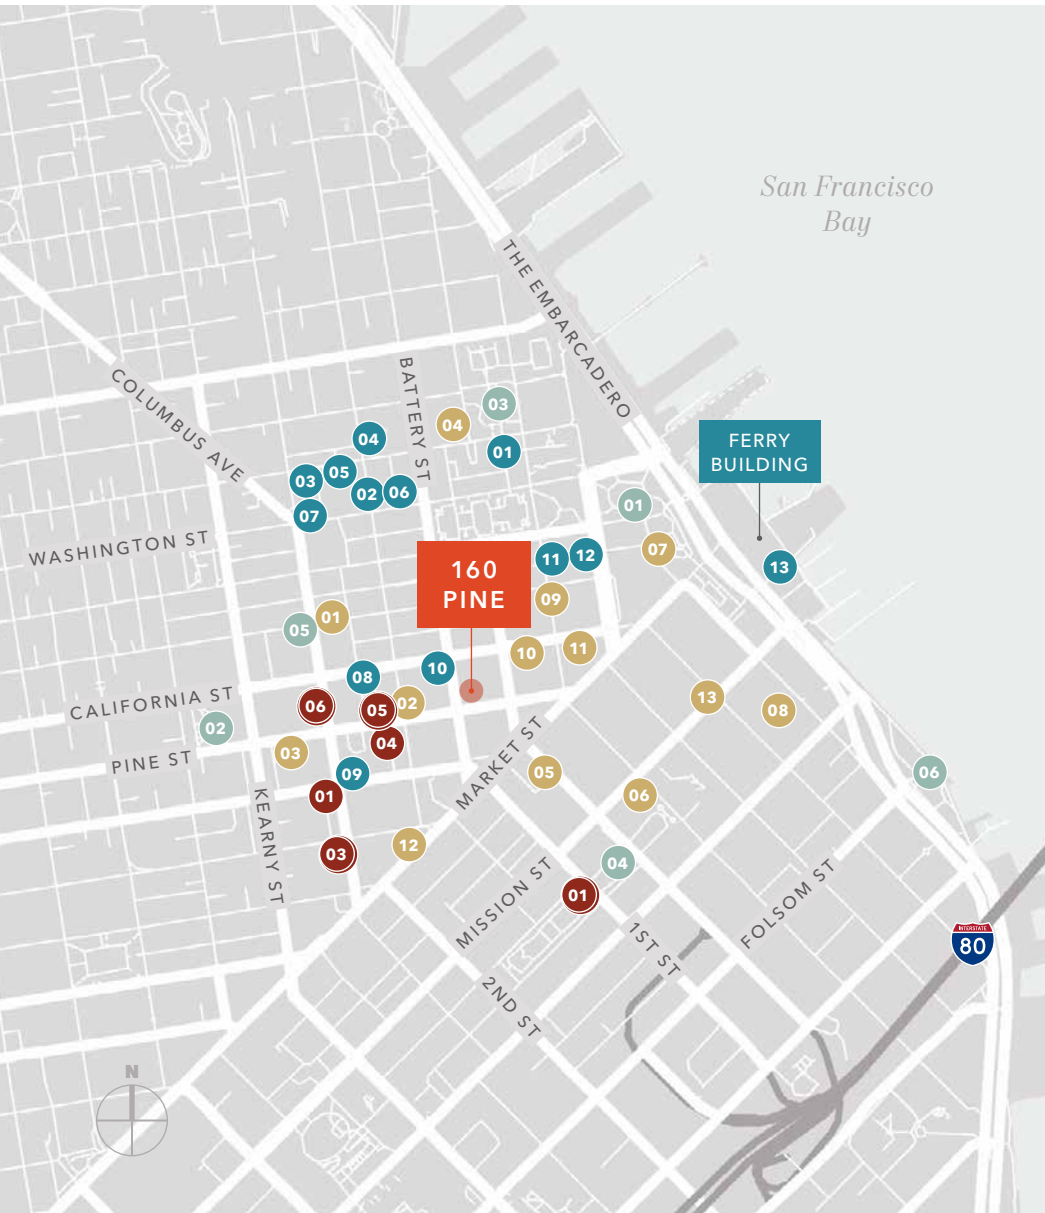 San Francisco
Bay
THE EMBARCADERO
COLUMBUS AVE
BATTERY ST
03
04
04
01
FERRY
BUILDING
05
03
02
06
01
07
WASHINGTON ST
07
11
12
13
160
PINE
09
01
05
10
11
10
08
CALIFORNIA ST
06
05
02
13
08
02
04
03
PINE ST
MARKET ST
09
05
06
01
06
KEARNY ST
12
03
04
01
MISSION ST
FOLSOM ST
1ST ST
INTERSTATE
80
2ND ST
N